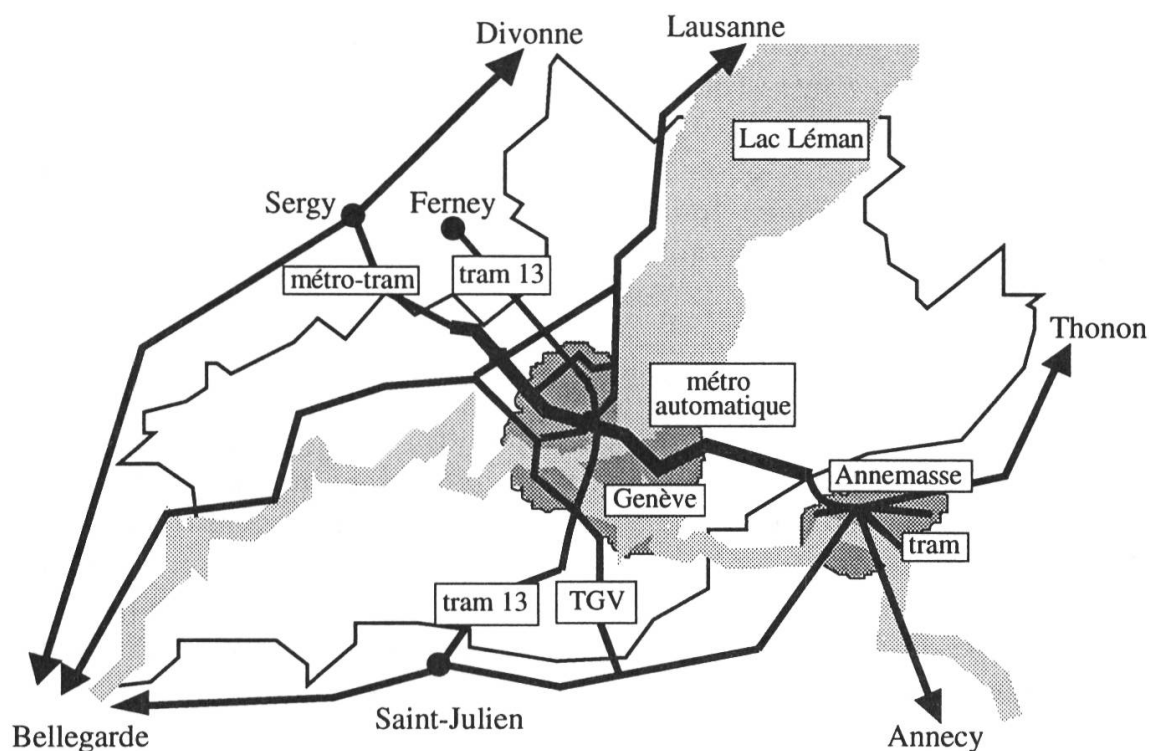 Divonne
Lausanne
Lac Léman
Sergy
Ferney
métro-tram
tram 13
Thonon
métro
automatique
Annemasse
Genève
tram
tram 13
TGV
Saint-Julien
Bellegarde
Annecy